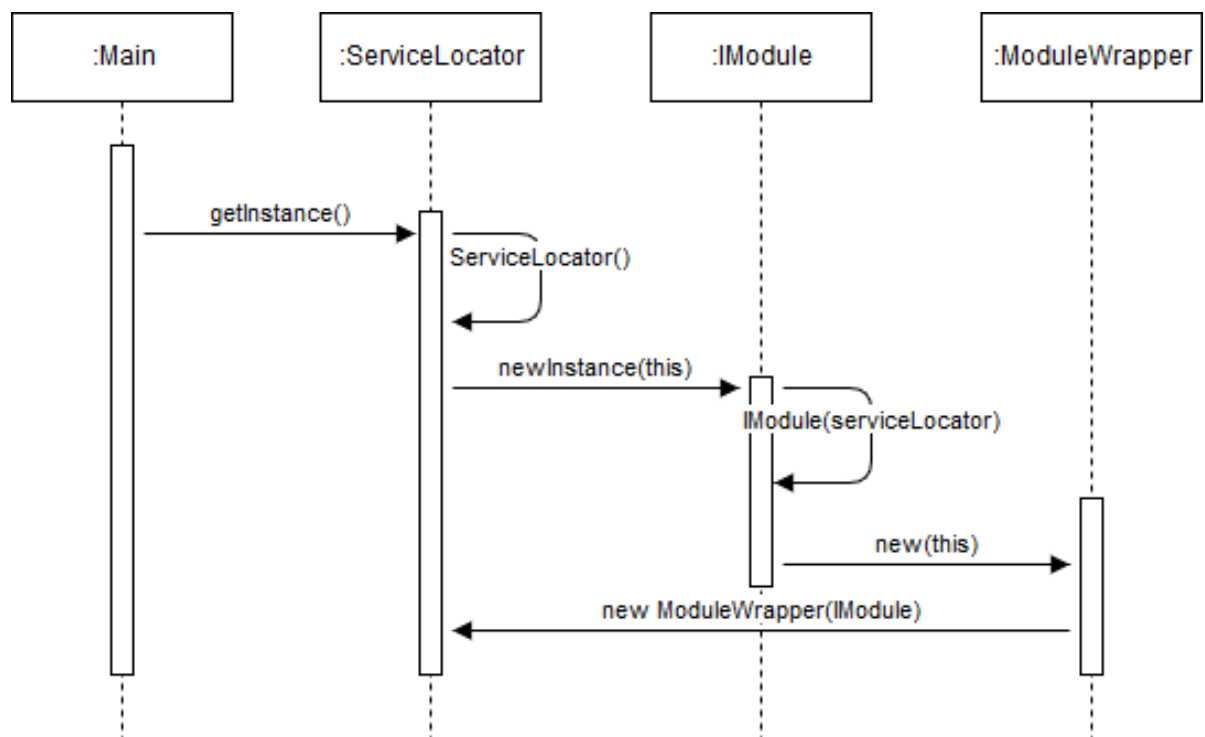 :Main
:ServiceLocator
:IModule
:ModuleWrapper
getInstance()
ServiceLocator()
newInstance(this)
IModule(serviceLocator)
new(this)
new ModuleWrapper(IModule)